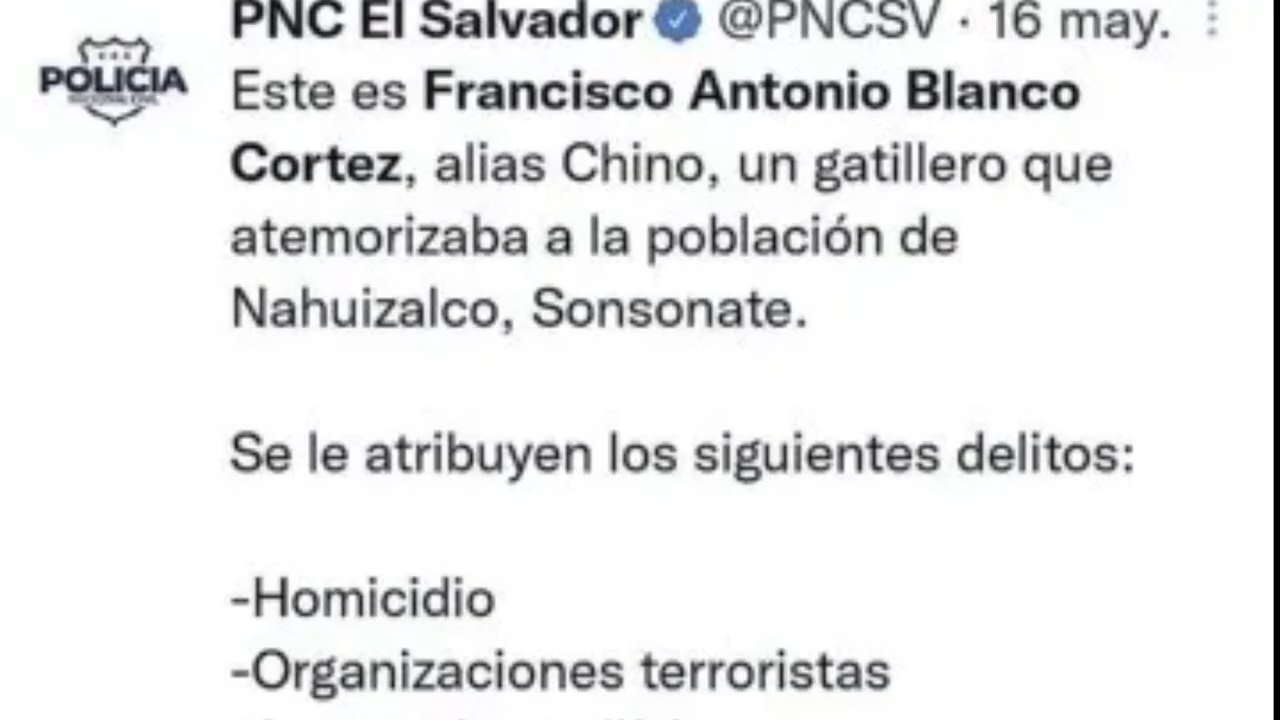 PNC El Salvador @PNCSV · 16 may.
POLICIA
Este es Francisco Antonio Blanco
Cortez, alias Chino, un gatillero que
atemorizaba a la población de
Nahuizalco, Sonsonate.
Se le atribuyen los siguientes delitos:
-Homicidio
-Organizaciones terroristas